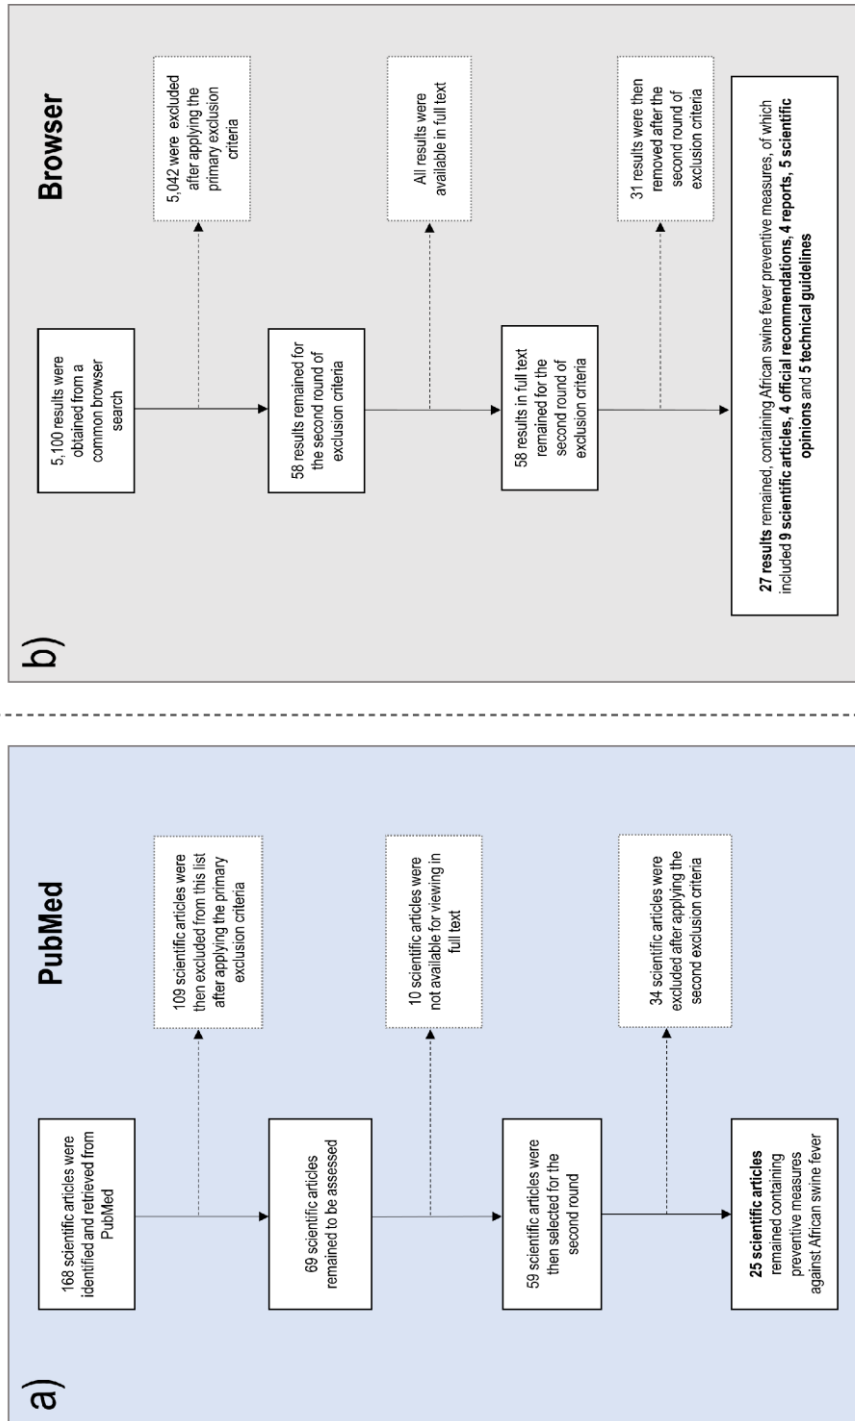 a)
PubMed
168 scientific articles were
identified and retrieved from
PubMed
109 scientific articles were
then excluded from this list
after applying the primary
exclusion criteria
69 scientific articles
remained to be assessed
10 scientific articles were
not available for viewing in
full text
59 scientific articles were
then selected for the
second round
34 scientific articles were
excluded after applying the
second exclusion criteria
25 scientific articles
remained containing
preventive measures
against African swine fever
b)
Browser
5,100 results were
obtained from a
common browser
search
5,042 were excluded
after applying the
primary exclusion
criteria
58 results remained for
the second round of
exclusion criteria
All results were
available in full text
58 results in full text
remained for the
second round of
exclusion criteria
31 results were then
removed after the
second round of
exclusion criteria
27 results remained, containing African swine fever preventive measures, of which
included 9 scientific articles, 4 official recommendations, 4 reports, 5 scientific
opinions and 5 technical guidelines